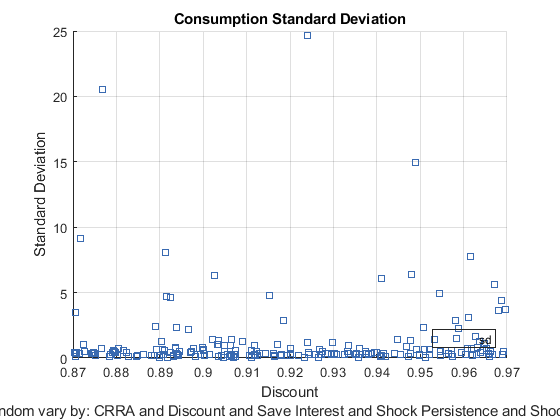 Consumption Standard Deviation
25
20
15
10
5
0
Standard Deviation
0.87 0.88 0.89 0.9 0.91 0.92 0.93 0.94 0.95 0.96 0.97
Discount
sd
ndom vary by: CRRA and Discount and Save Interest and Shock Persistence and Sho